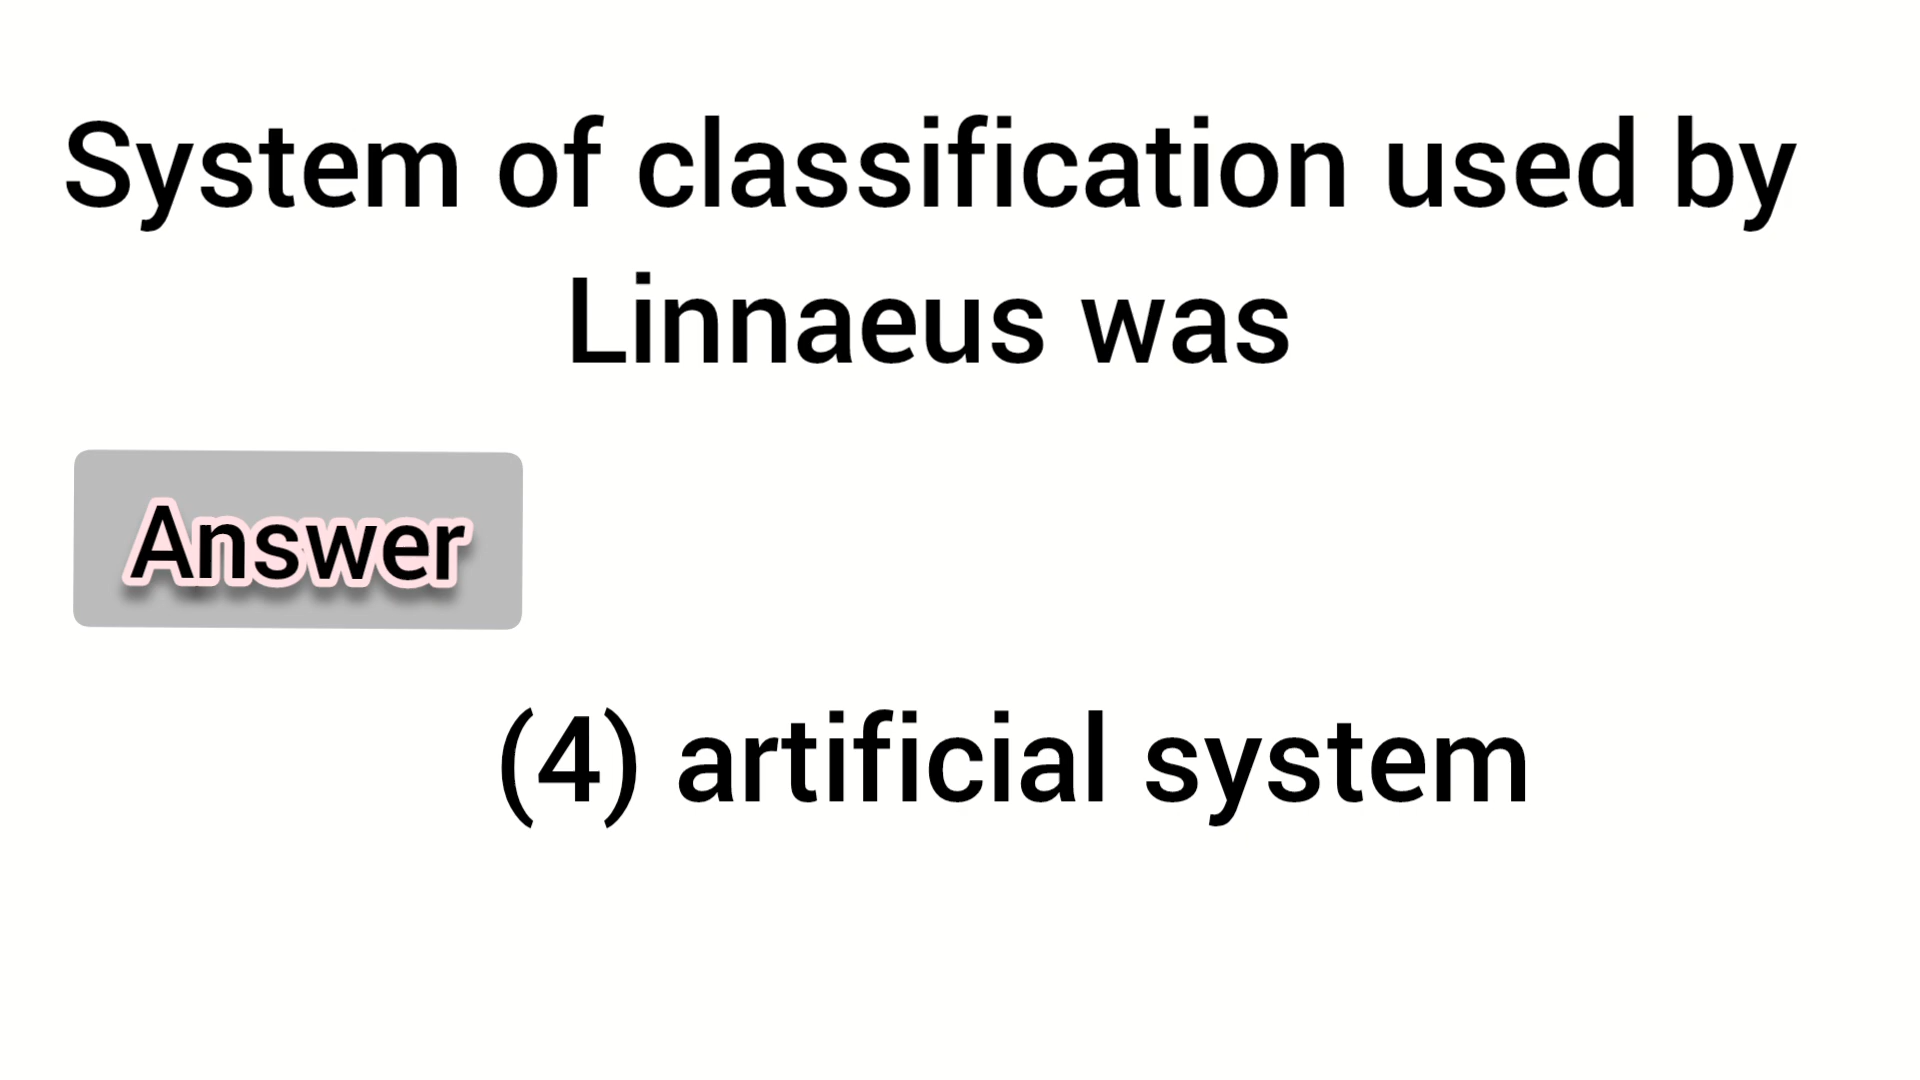 System of classification used by
Linnaeus was
Answer
(4) artificial system